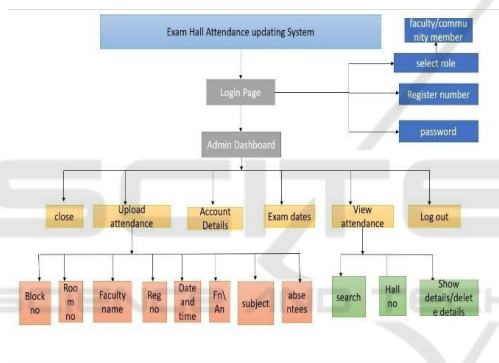 Exam Hall Attendance updating System
faculty/commu
nity member
select role
Login Page
Register number
password
Admin Dashboard
close
Upload
attendance
Account
Details
Exam dates
View
attendance
Log out
Block
no
Roo
m
no
Faculty
name
Reg
no
Date
and
time
Fn\
An
subject
abse
ntees
search
Hall
no
Show
details/delet
e details